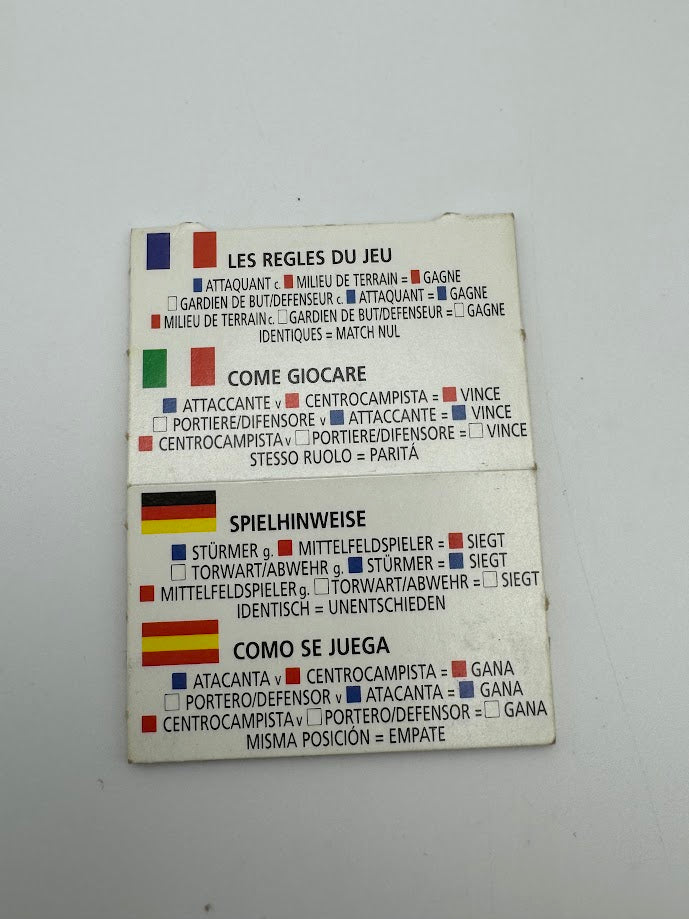 LES REGLES DU JEU
ATTAQUANT c. MILIEU DE TERRAIN = GAGNE
GARDIEN DE BUT/DEFENSEUR c. ATTAQUANT = GAGNE
MILIEU DE TERRAIN c. GARDIEN DE BUT/DEFENSEUR = GAGNE
IDENTIQUES = MATCH NUL
COME GIOCARE
ATTACCANTE v CENTROCAMPISTA = VINCE
PORTIERE/DIFENSORE v ATTACCANTE = VINCE
CENTROCAMPISTA v PORTIERE/DIFENSORE = VINCE
STESSO RUOLO = PARITÁ
SPIELHINWEISE
STÜRMER g. MITTELFELDSPIELER = SIEGT
TORWART/ABWEHR g. STÜRMER = SIEGT
MITTELFELDSPIELER g. TORWART/ABWEHR = SIEGT
IDENTISCH = UNENTSCHIEDEN
COMO SE JUEGA
ATACANTA v CENTROCAMPISTA = GANA
PORTERO/DEFENSOR v ATACANTA = GANA
CENTROCAMPISTA v PORTERO/DEFENSOR = GANA
MISMA POSICIÓN = EMPATE